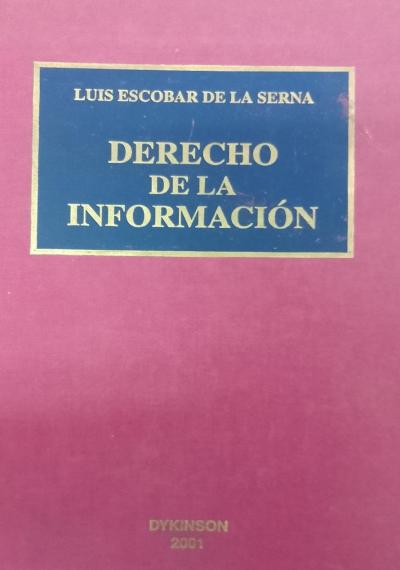 LUIS ESCOBAR DE LA SERNA
DERECHO
DE LA
INFORMACIÓN
DYKINSON
2001